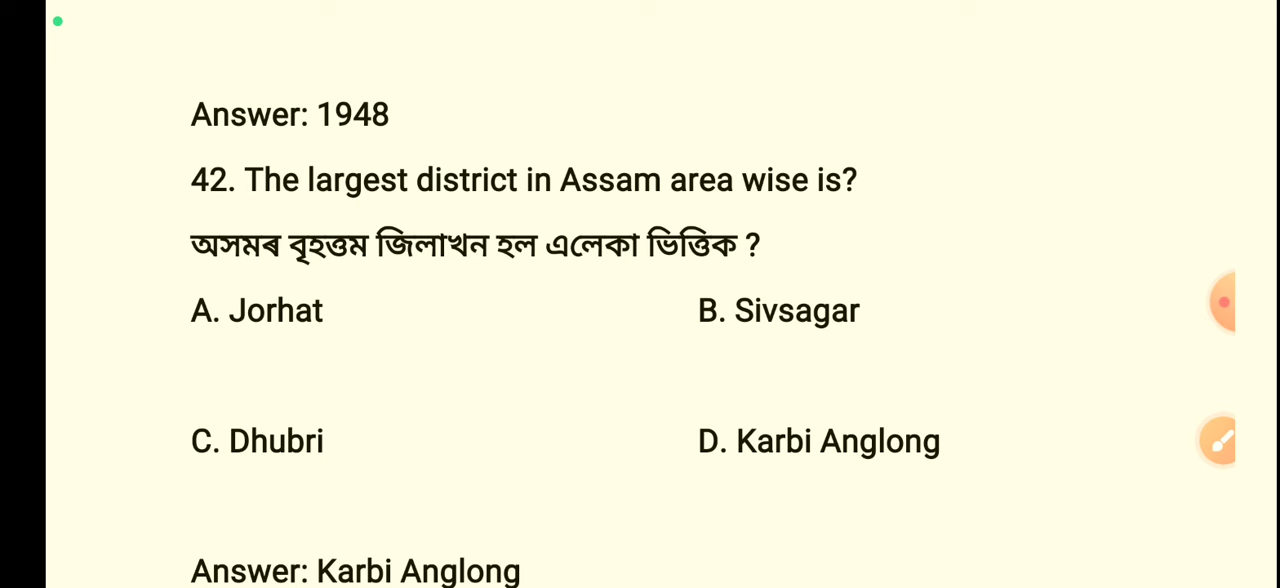 Answer: 1948
42. The largest district in Assam area wise is?
অসমৰ বৃহত্তম জিলাখন হল এলেকা ভিত্তিক ?
A. Jorhat B. Sivsagar
C. Dhubri D. Karbi Anglong
Answer: Karbi Anglong